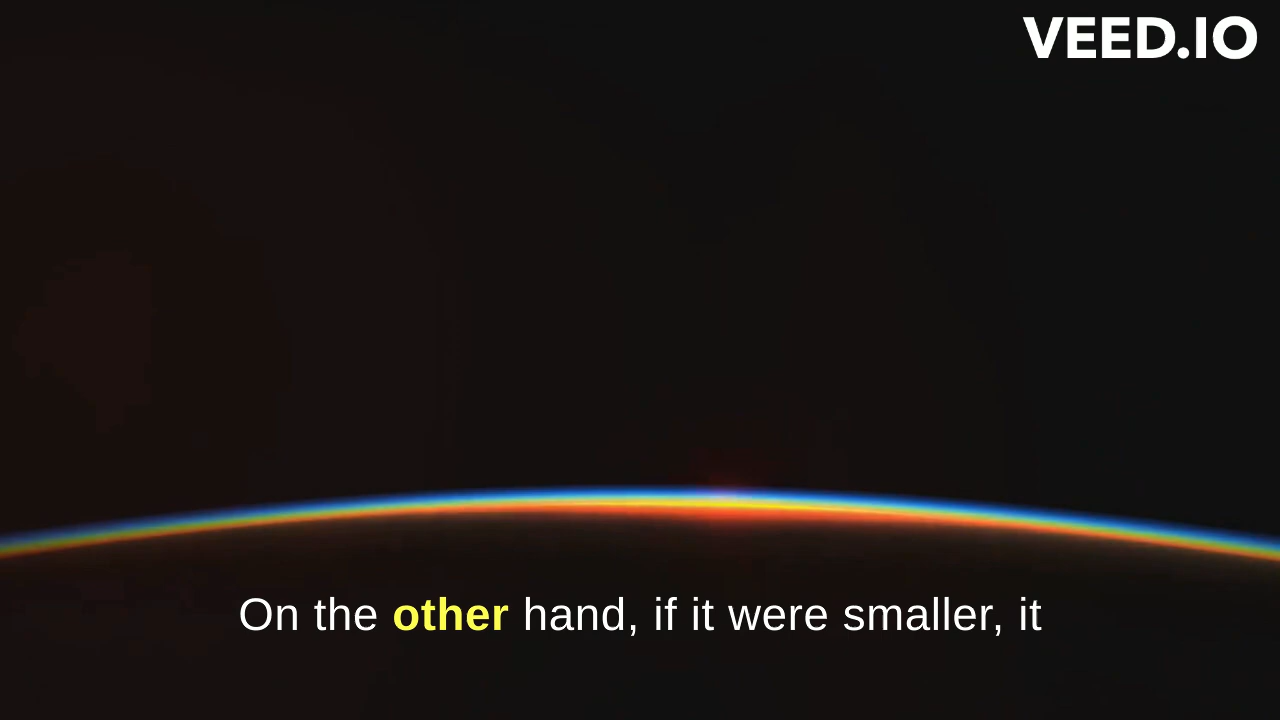 VEED.IO
On the other hand, if it were smaller, it